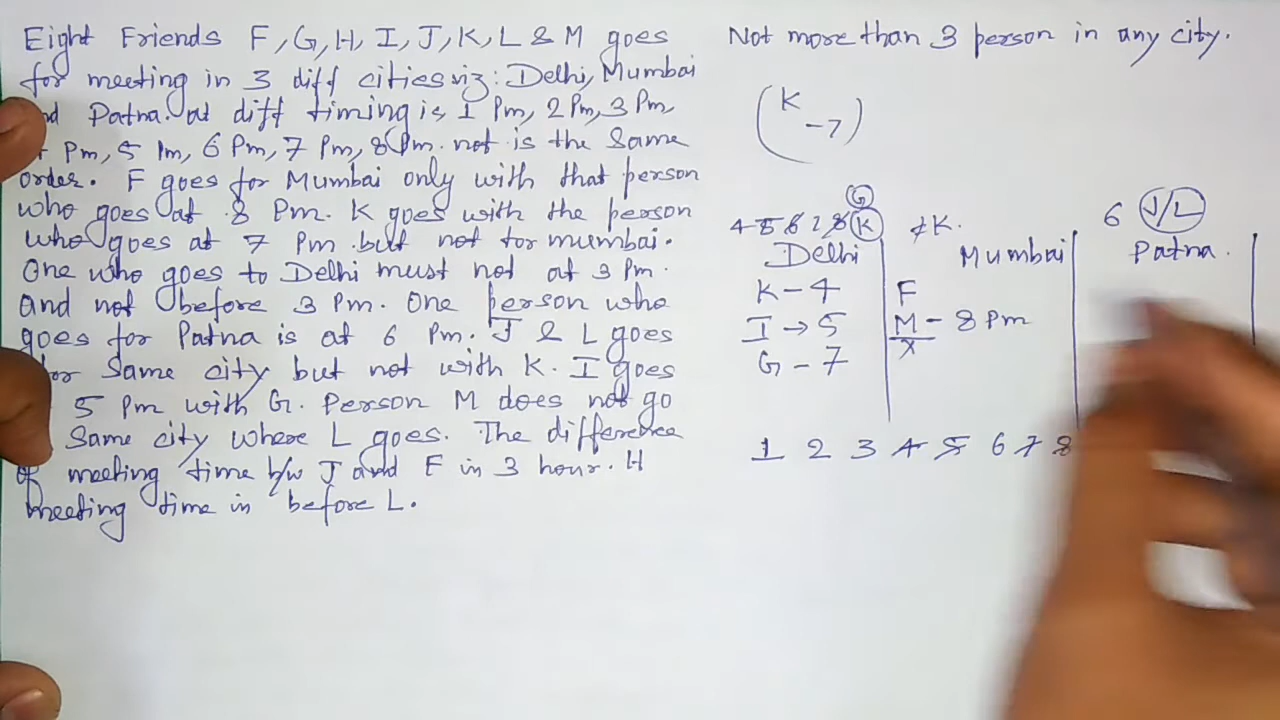 Eight Friends F, G, H, I, J, K, L & M goes
for meeting in 3 diff cities viz: Delhi, Mumbai
Patna. at diff timing is 1 Pm, 2 Pm, 3 Pm
Pm, 5 Pm, 6 Pm, 7 Pm, 8 Pm. not is the Same
order. F goes for Mumbai only with that person
who goes at 8 Pm. K goes with the person
who goes at 7 Pm but not for mumbai.
One who goes to Delhi must not at 3 Pm.
and not before 3 Pm. One person who
goes for Patna is at 6 Pm. J & L goes
for Same city but not with K. I goes
5 Pm with G. Person M does not go
Same city where L goes. The difference
of meeting time b/w J and F in 3 hour. H
meeting time in before L.
Not more than 3 person in any city.
(K
-7)
G
4 5 6 7 8 K ≠K.
6 J/L
Delhi Mumbai Patna.
K-4 F
I → 5 M - 8 Pm
G - 7 X
1 2 3 4 5 6 7 8